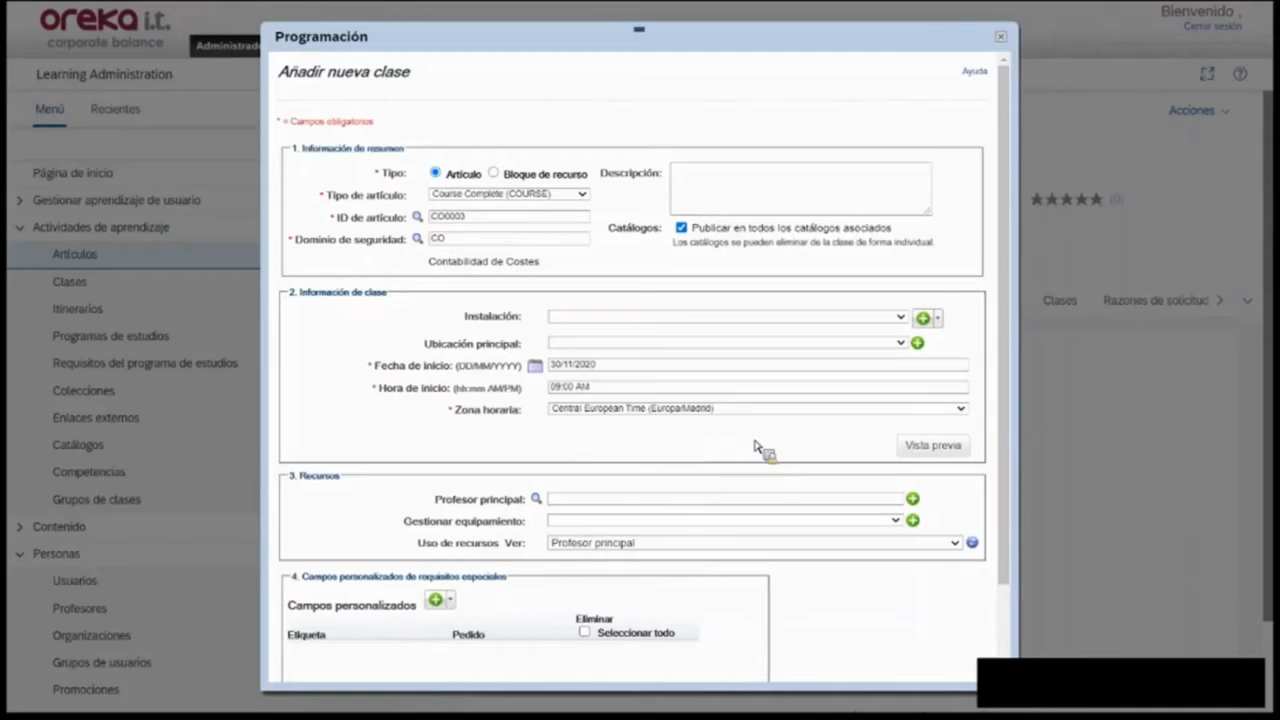 oreka i.t.
corporate balance
Administrado
Bienvenido ,
Cerrar sesión
Learning Administration
Menú
Recientes
Acciones
Página de inicio
Gestionar aprendizaje de usuario
Actividades de aprendizaje
Artículos
Clases
Itinerarios
Programas de estudios
Requisitos del programa de estudios
Colecciones
Enlaces externos
Catálogos
Competencias
Grupos de clases
Contenido
Personas
Usuarios
Profesores
Organizaciones
Grupos de usuarios
Promociones
(0)
Clases
Razones de solicitud
Programación
Añadir nueva clase
Ayuda
* = Campos obligatorios
1. Información de resumen
* Tipo: Artículo Bloque de recurso
* Tipo de artículo: Course Complete (COURSE)
* ID de artículo: CO0003
* Dominio de seguridad: CO
Contabilidad de Costes
Descripción:
Catálogos: Publicar en todos los catálogos asociados
Los catálogos se pueden eliminar de la clase de forma individual.
2. Información de clase
Instalación:
Ubicación principal:
* Fecha de inicio: (DD/MM/YYYY) 30/11/2020
* Hora de inicio: (hh:mm AM/PM) 09:00 AM
* Zona horaria: Central European Time (Europa/Madrid)
Vista previa
3. Recursos
Profesor principal:
Gestionar equipamiento:
Uso de recursos Ver: Profesor principal
4. Campos personalizados de requisitos especiales
Campos personalizados
Etiqueta Pedido Eliminar
Seleccionar todo